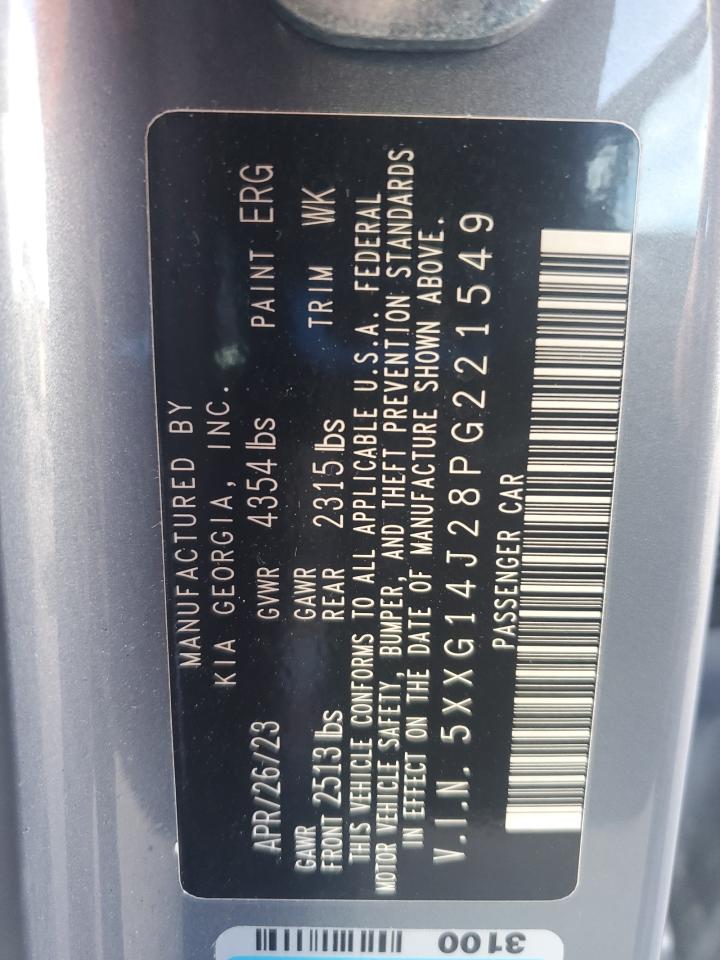 MANUFACTURED BY
KIA GEORGIA, INC.
APR/26/23 GVWR 4354 lbs PAINT ERG
GAWR FRONT 2513 lbs GAWR REAR 2315 lbs TRIM WK
THIS VEHICLE CONFORMS TO ALL APPLICABLE U.S.A. FEDERAL
MOTOR VEHICLE SAFETY, BUMPER, AND THEFT PREVENTION STANDARDS
IN EFFECT ON THE DATE OF MANUFACTURE SHOWN ABOVE.
V.I.N. 5XXG14J28PG221549
PASSENGER CAR
3100